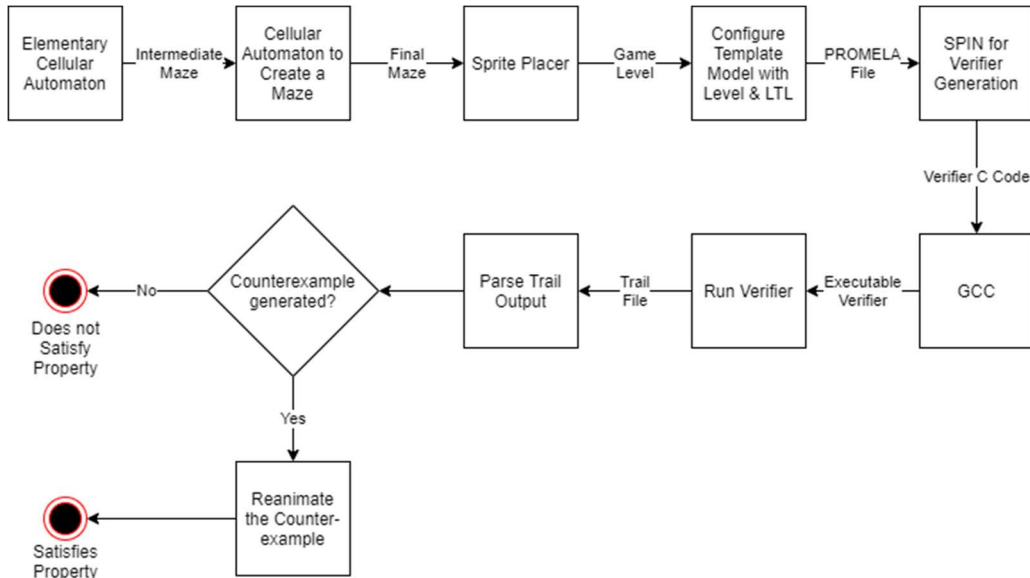 Elementary
Cellular
Automaton
Intermediate
Maze
Cellular
Automaton to
Create a
Maze
Final
Maze
Sprite Placer
Game
Level
Configure
Template
Model with
Level & LTL
PROMELA
File
SPIN for
Verifier
Generation
Verifier C Code
GCC
Executable
Verifier
Run Verifier
Trail
File
Parse Trail
Output
Counterexample
generated?
No
Does not
Satisfy
Property
Yes
Reanimate
the Counter-
example
Satisfies
Property